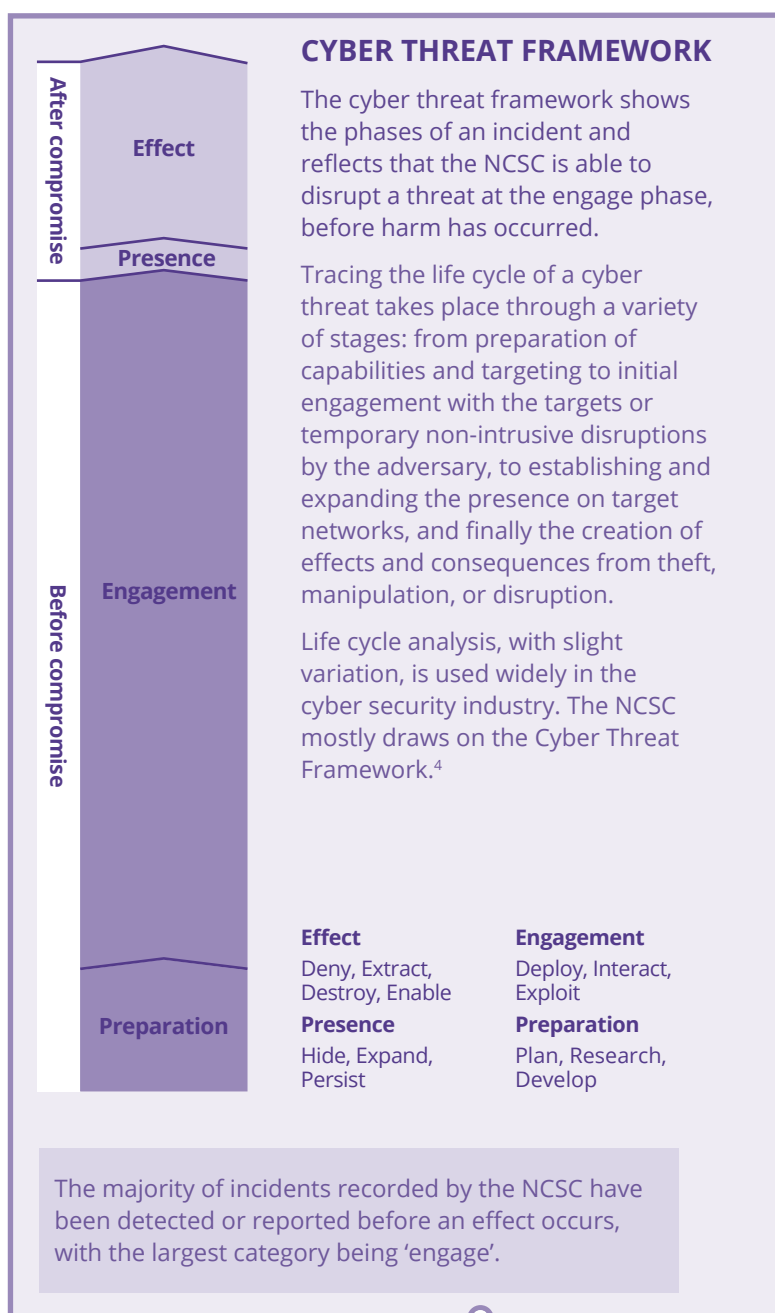 After compromise
Effect
Presence
Before compromise
Engagement
Preparation
CYBER THREAT FRAMEWORK
The cyber threat framework shows
the phases of an incident and
reflects that the NCSC is able to
disrupt a threat at the engage phase,
before harm has occurred.
Tracing the life cycle of a cyber
threat takes place through a variety
of stages: from preparation of
capabilities and targeting to initial
engagement with the targets or
temporary non-intrusive disruptions
by the adversary, to establishing and
expanding the presence on target
networks, and finally the creation of
effects and consequences from theft,
manipulation, or disruption.
Life cycle analysis, with slight
variation, is used widely in the
cyber security industry. The NCSC
mostly draws on the Cyber Threat
Framework.⁴
Effect
Deny, Extract,
Destroy, Enable
Presence
Hide, Expand,
Persist
Engagement
Deploy, Interact,
Exploit
Preparation
Plan, Research,
Develop
The majority of incidents recorded by the NCSC have
been detected or reported before an effect occurs,
with the largest category being ‘engage’.